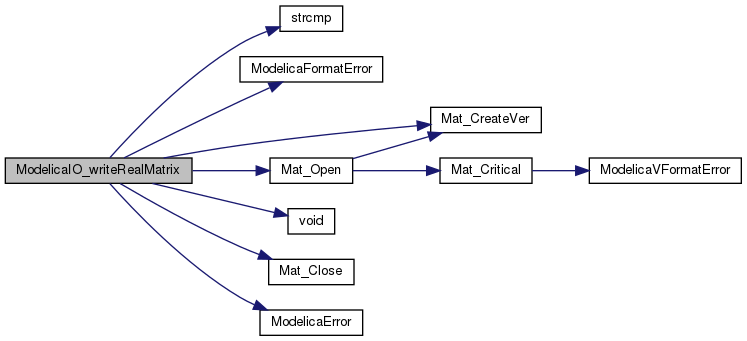 strcmp
ModelicaFormatError
Mat_CreateVer
ModelicaIO_writeRealMatrix
Mat_Open
Mat_Critical
ModelicaVFormatError
void
Mat_Close
ModelicaError